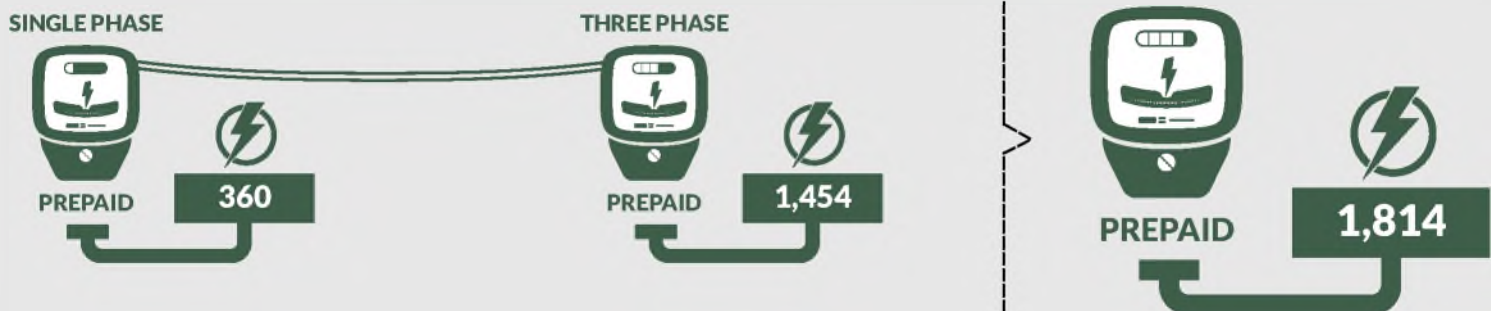 SINGLE PHASE
THREE PHASE
PREPAID
360
PREPAID
1,454
PREPAID
1,814